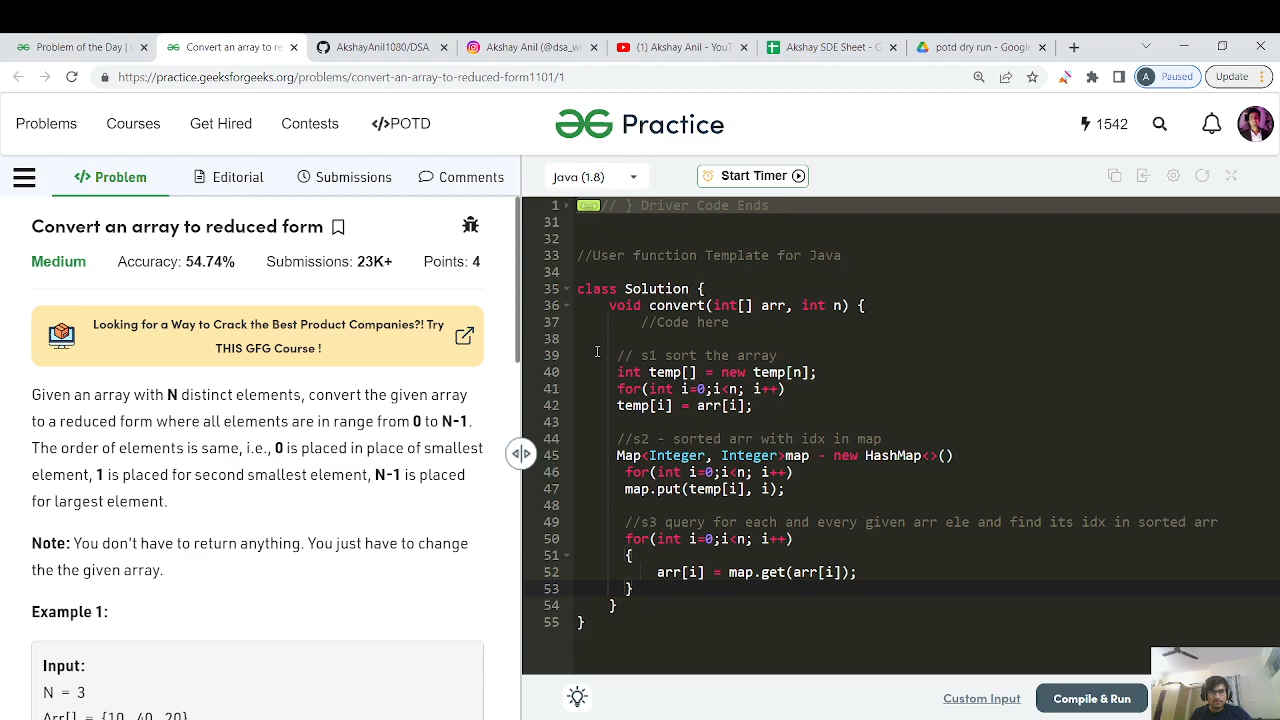 Problem of the Day |
Convert an array to re
AkshayAnil1080/DSA
Akshay Anil (@dsa_wi
(1) Akshay Anil - YouT
Akshay SDE Sheet - G
potd dry run - Google
https://practice.geeksforgeeks.org/problems/convert-an-array-to-reduced-form1101/1
A Paused
Update
Problems
Courses
Get Hired
Contests
</>POTD
Practice
1542
</> Problem
Editorial
Submissions
Comments
Java (1.8)
Start Timer
Convert an array to reduced form
Medium Accuracy: 54.74% Submissions: 23K+ Points: 4
Looking for a Way to Crack the Best Product Companies?! Try
THIS GFG Course !
Given an array with N distinct elements, convert the given array
to a reduced form where all elements are in range from 0 to N-1.
The order of elements is same, i.e., 0 is placed in place of smallest
element, 1 is placed for second smallest element, N-1 is placed
for largest element.
Note: You don't have to return anything. You just have to change
the the given array.
Example 1:
Input:
N = 3
Arr[] = {10, 40, 20}
1 // } Driver Code Ends
31
32
33 //User function Template for Java
34
35 class Solution {
36 void convert(int[] arr, int n) {
37 //Code here
38
39 // s1 sort the array
40 int temp[] = new temp[n];
41 for(int i=0;i<n; i++)
42 temp[i] = arr[i];
43
44 //s2 - sorted arr with idx in map
45 Map<Integer, Integer>map - new HashMap<>()
46 for(int i=0;i<n; i++)
47 map.put(temp[i], i);
48
49 //s3 query for each and every given arr ele and find its idx in sorted arr
50 for(int i=0;i<n; i++)
51 {
52 arr[i] = map.get(arr[i]);
53 }
54 }
55 }
Custom Input
Compile & Run